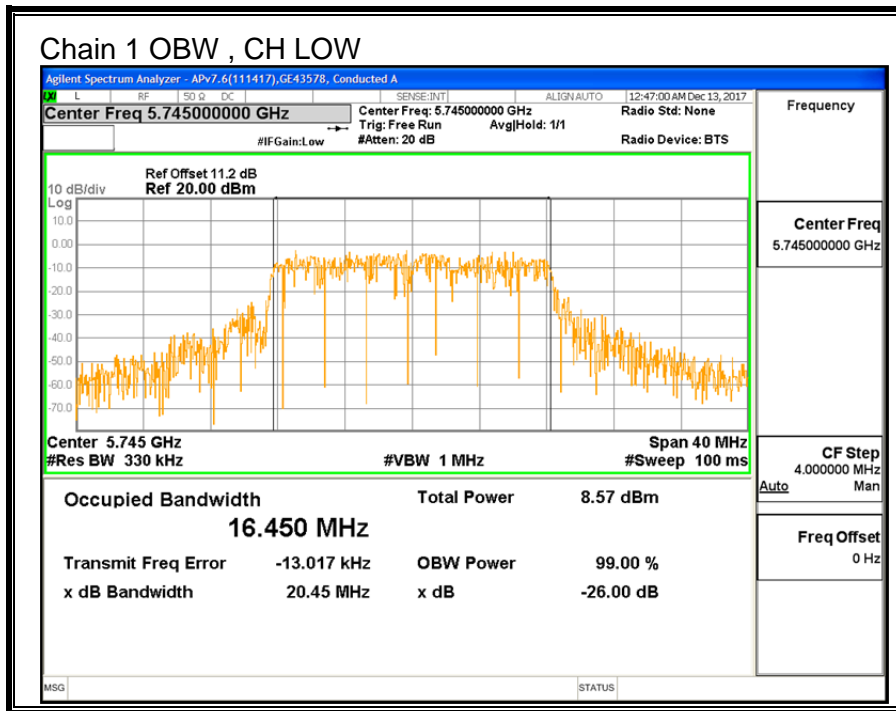 Chain 1 OBW , CH LOW
Agilent Spectrum Analyzer - APv7.6(111417),GE43578, Conducted A
LXI L RF 50 Ω DC SENSE:INT ALIGN AUTO 12:47:00 AM Dec 13, 2017
Center Freq 5.745000000 GHz Center Freq: 5.745000000 GHz Radio Std: None
Trig: Free Run Avg|Hold: 1/1
#IFGain:Low #Atten: 20 dB Radio Device: BTS
Ref Offset 11.2 dB
10 dB/div Ref 20.00 dBm
Log
10.0
0.00
-10.0
-20.0
-30.0
-40.0
-50.0
-60.0
-70.0
Center 5.745 GHz Span 40 MHz
#Res BW 330 kHz #VBW 1 MHz #Sweep 100 ms
Occupied Bandwidth Total Power 8.57 dBm
16.450 MHz
Transmit Freq Error -13.017 kHz OBW Power 99.00 %
x dB Bandwidth 20.45 MHz x dB -26.00 dB
MSG STATUS
Frequency
Center Freq
5.745000000 GHz
CF Step
4.000000 MHz
Auto Man
Freq Offset
0 Hz